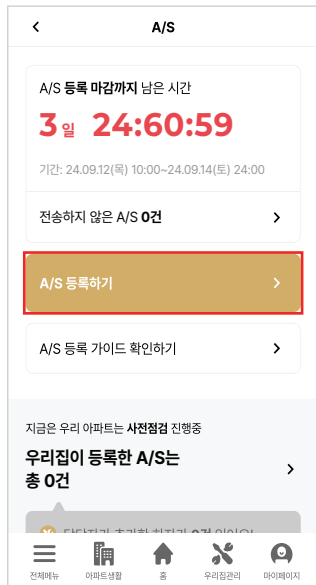 A/S
A/S 등록 마감까지 남은 시간
3일 24:60:59
기간: 24.09.12(목) 10:00~24.09.14(토) 24:00
전송하지 않은 A/S 0건
A/S 등록하기
A/S 등록 가이드 확인하기
지금은 우리 아파트는 사전점검 진행중
우리집이 등록한 A/S는
총 0건
전체메뉴 아파트생활 홈 우리집관리 마이페이지